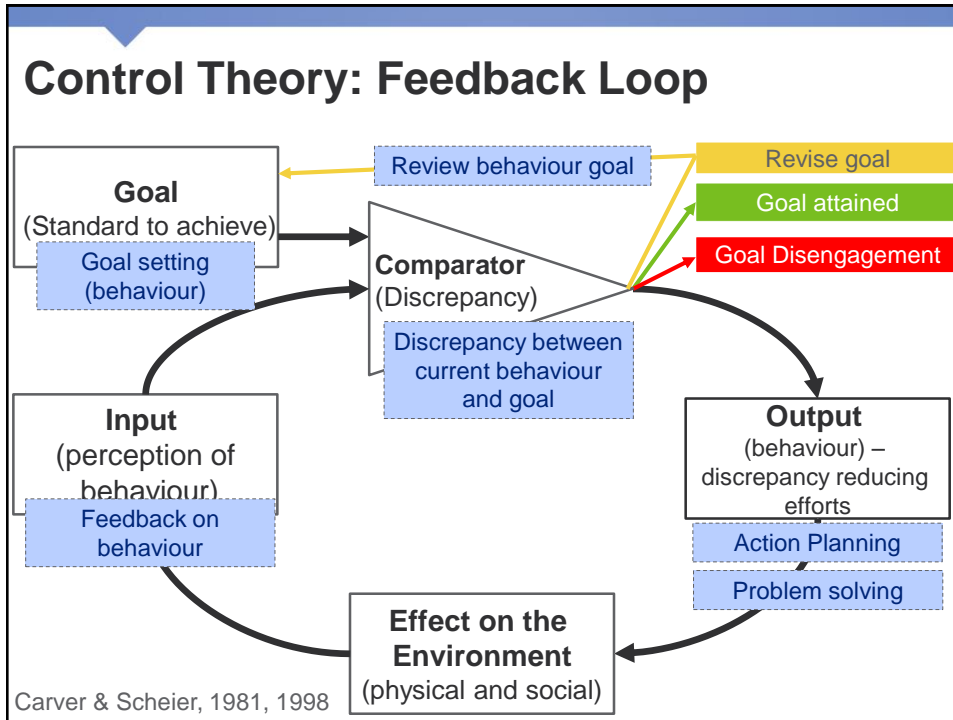 Control Theory: Feedback Loop
Review behaviour goal
Revise goal
Goal attained
Goal Disengagement
Goal
(Standard to achieve)
Goal setting
(behaviour)
Comparator
(Discrepancy)
Discrepancy between
current behaviour
and goal
Input
(perception of
behaviour)
Feedback on
behaviour
Output
(behaviour) –
discrepancy reducing
efforts
Action Planning
Problem solving
Effect on the
Environment
(physical and social)
Carver & Scheier, 1981, 1998